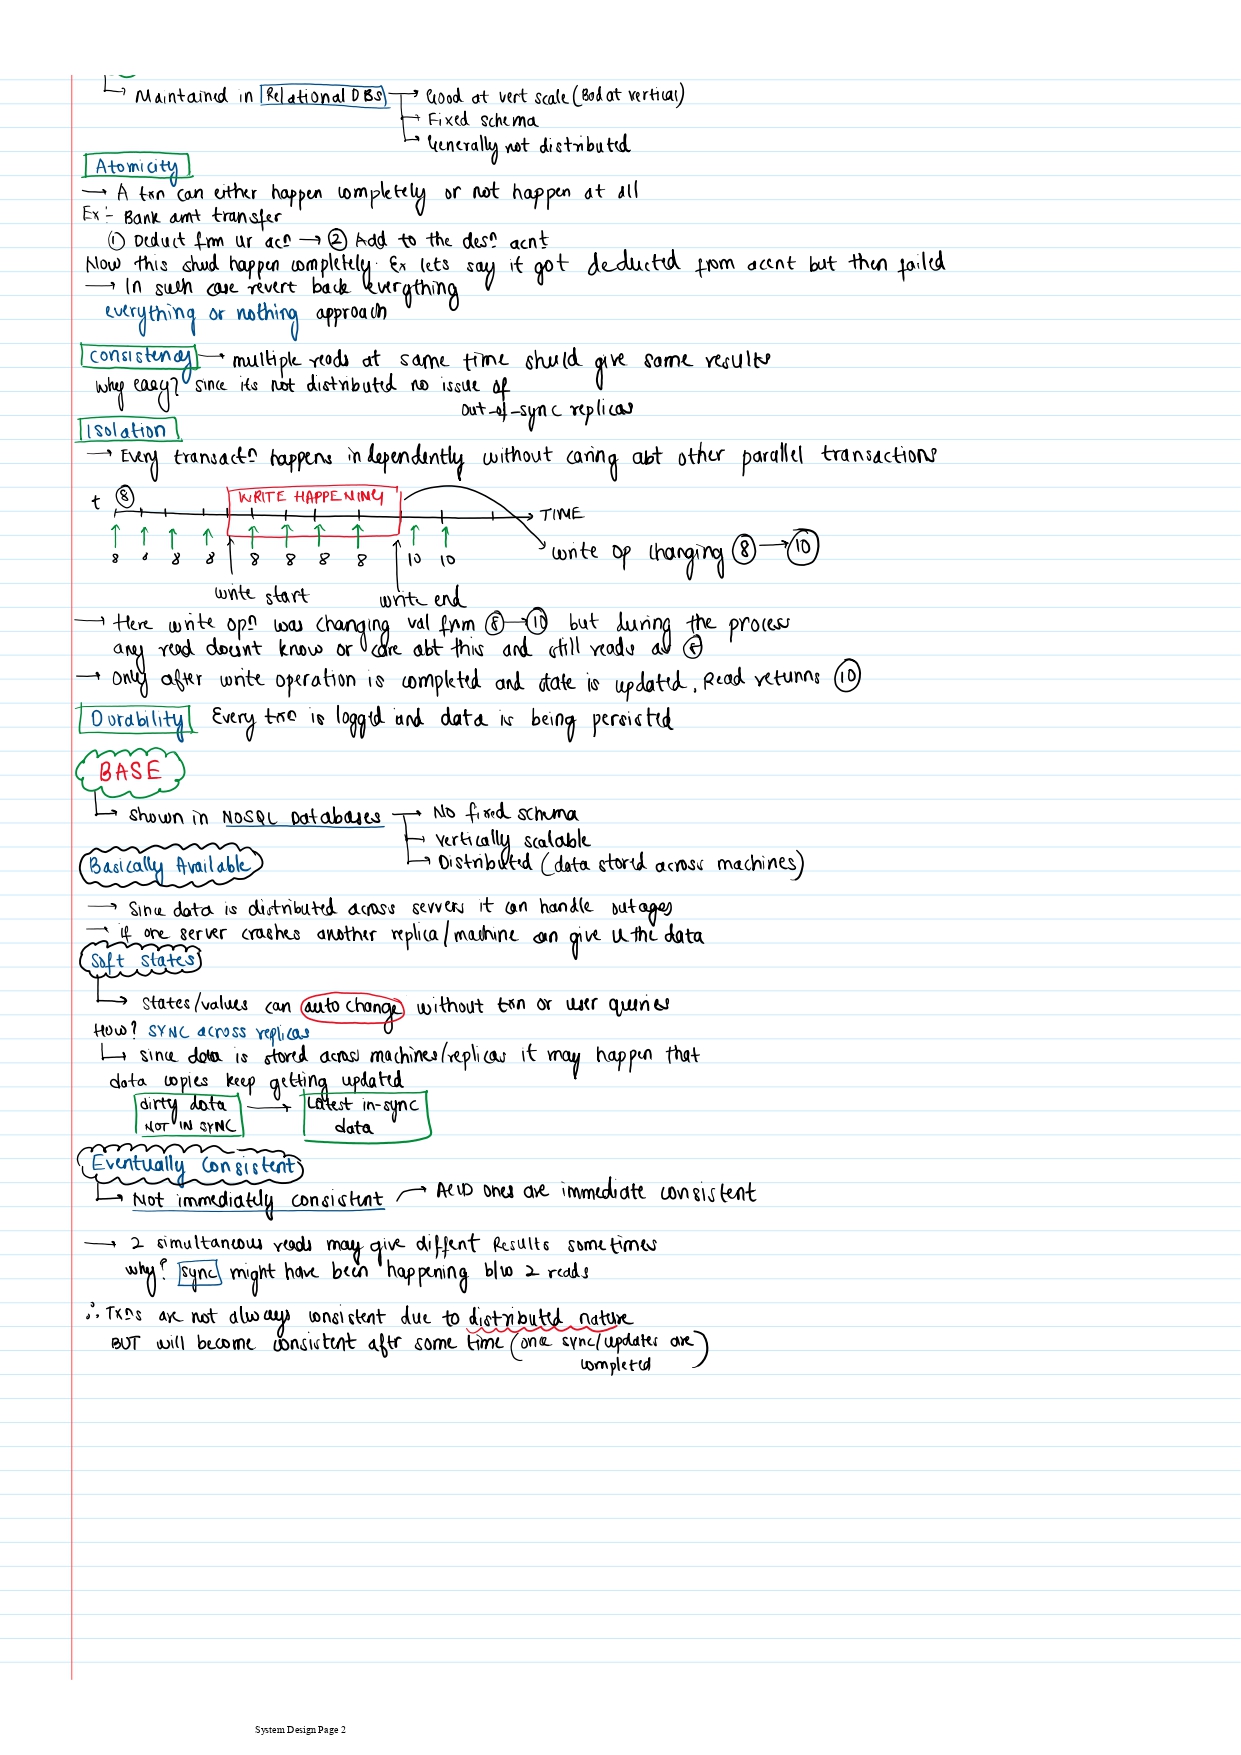 Maintained in Relational DBs → Good at vert scale (Bad at vertical)
→ Fixed schema
→ Generally not distributed
Atomicity
→ A txn can either happen completely or not happen at all
Ex :- Bank amt transfer
① Deduct frm ur acn → ② Add to the desn acnt
Now this shud happen completely. Ex lets say it got deducted from accnt but then failed
→ In such case revert back everything
everything or nothing approach
Consistency → multiple reads at same time should give same results
Why easy? since its not distributed no issue of
out-of-sync replicas
Isolation
→ Every transactn happens independently without caring abt other parallel transactions
t ⑧ WRITE HAPPENING
→ TIME
8 8 8 8 8 8 8 10 10
write op changing ⑧ → ⑩
write start write end
→ Here write opn was changing val frm ⑧ → ⑩ but during the process
any read doesnt know or care abt this and still reads as ⑧
→ Only after write operation is completed and state is updated, Read returns ⑩
Durability Every txn is logged and data is being persisted
BASE
→ shown in NOSQL Databases → No fixed schema
→ vertically scalable
→ Distributed (data stored across machines)
Basically Available
→ Since data is distributed across servers it can handle outages
→ if one server crashes another replica/machine can give u the data
Soft States
→ states/values can auto change without txn or user queries
How? SYNC across replicas
→ since data is stored across machines/replicas it may happen that
data copies keep getting updated
dirty data → Latest in-sync
NOT IN SYNC data
Eventually Consistent
→ Not immediately consistent → ACID ones are immediate consistent
→ 2 simultaneous reads may give diffent Results sometimes
why? sync might have been happening b/w 2 reads
∴ Txns are not always consistent due to distributed nature
BUT will become consistent aftr some time (once sync/updates are
completed)
System Design Page 2